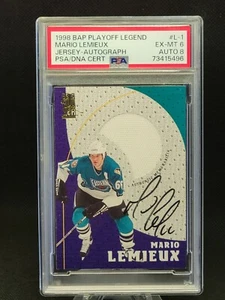 1998 BAP PLAYOFF LEGEND #L-1
MARIO LEMIEUX EX-MT 6
JERSEY-AUTOGRAPH AUTO 8
PSA/DNA CERT PSA 73415496
MARIO
LEMIEUX